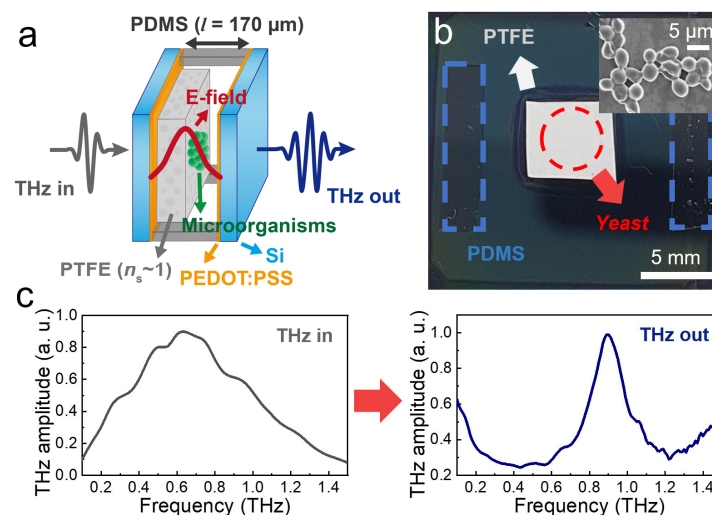 a
PDMS (l = 170 μm)
E-field
THz in
THz out
Microorganisms
Si
PTFE (ns~1)
PEDOT:PSS
b
PTFE
5 μm
Yeast
PDMS
5 mm
c
THz amplitude (a. u.)
1.0
0.8
0.6
0.4
0.2
0.0
THz in
0.2 0.4 0.6 0.8 1.0 1.2 1.4
Frequency (THz)
THz amplitude (a. u.)
1.0
0.8
0.6
0.4
0.2
THz out
0.2 0.4 0.6 0.8 1.0 1.2 1.4
Frequency (THz)